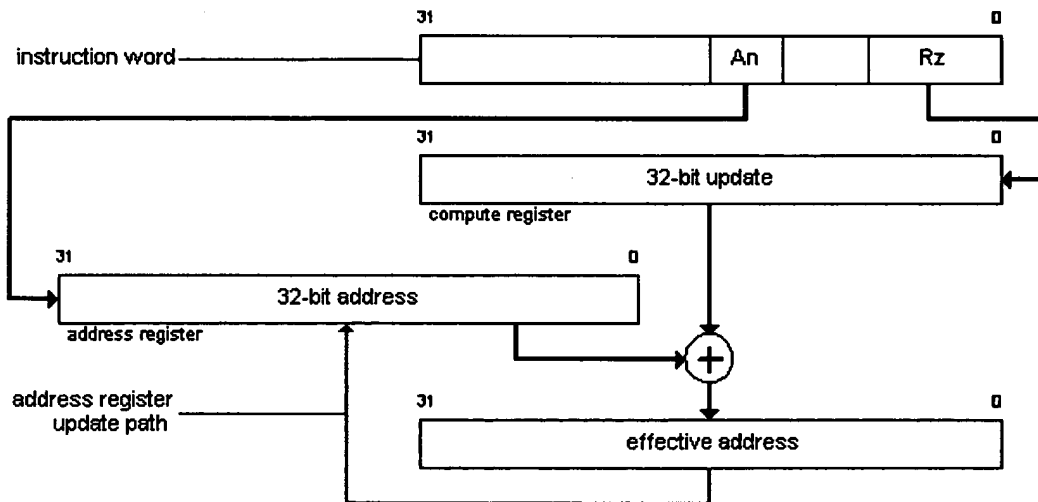 31 0
instruction word An Rz
31 0
32-bit update
compute register
31 0
32-bit address
address register
+
address register
update path
31 0
effective address